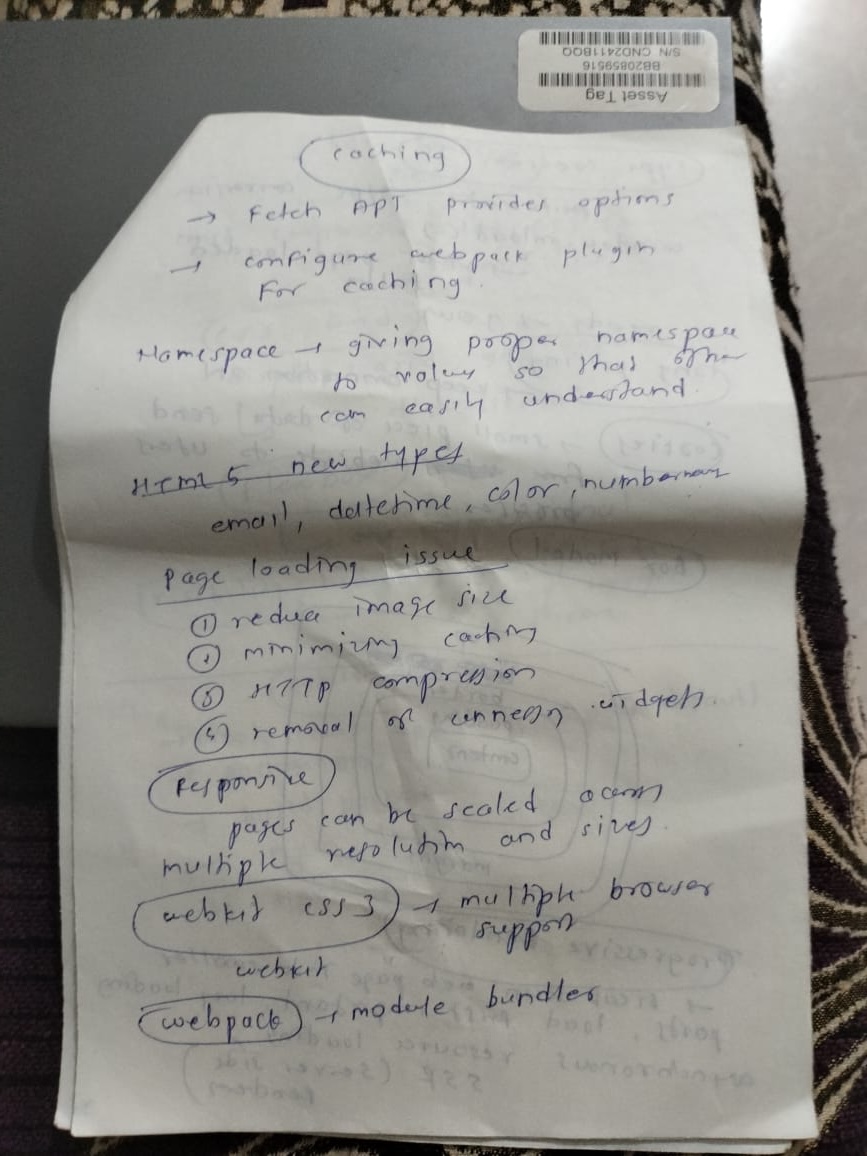 Asset Tag
BB208599516
S/N CND2411BQQ
caching
→ Fetch API provides options
→ configure webpack plugin
for caching.
Namespace → giving proper namespace
to values so that other
can easily understand.
HTML 5 new types
email, datetime, color, number
page loading issue
① reduce image size
② minimizing caching
③ HTTP compression
④ removal of widgets
Responsive
pages can be scaled across
multiple resolution and sizes.
webkit css3 → multiple browser
support
webkit
webpack → module bundler